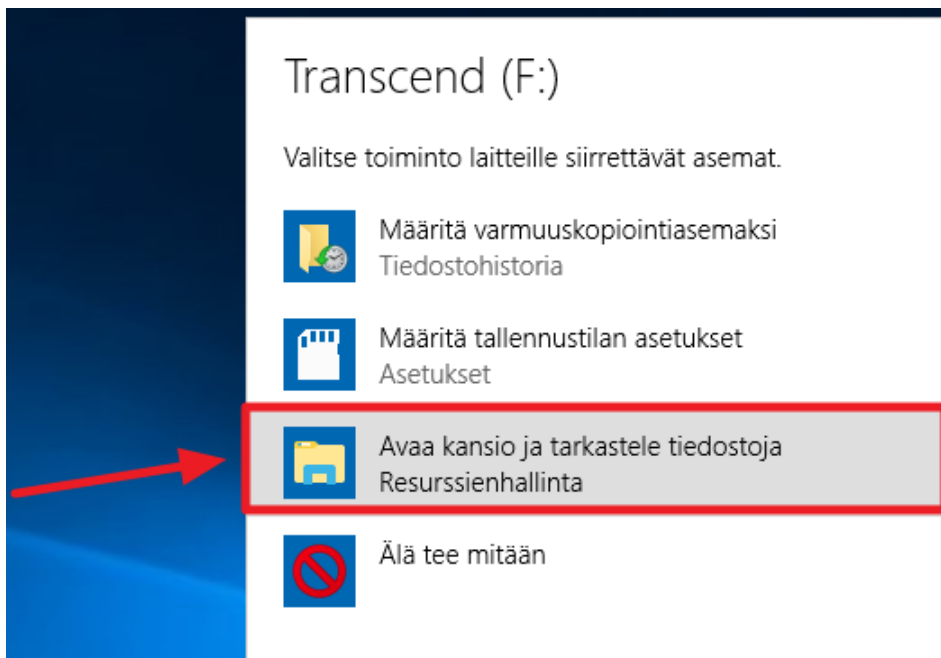 Transcend (F:)
Valitse toiminto laitteille siirrettävät asemat.
Määritä varmuuskopiointiasemaksi
Tiedostohistoria
Määritä tallennustilan asetukset
Asetukset
Avaa kansio ja tarkastele tiedostoja
Resurssienhallinta
Älä tee mitään